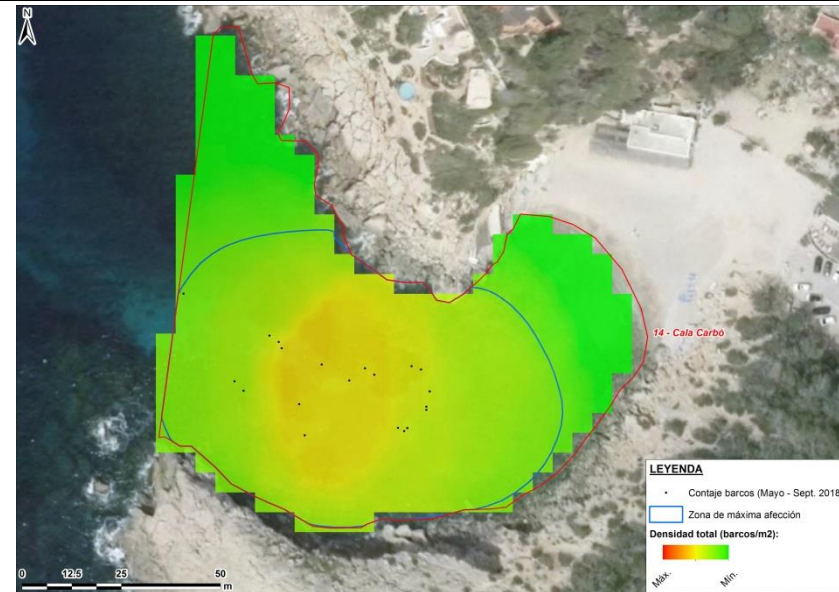 N
14 - Cala Carbó
LEYENDA
Contaje barcos (Mayo - Sept. 2018
Zona de máxima afección
Densidad total (barcos/m2):
Máx.
Mín.
0 12.5 25 50
m